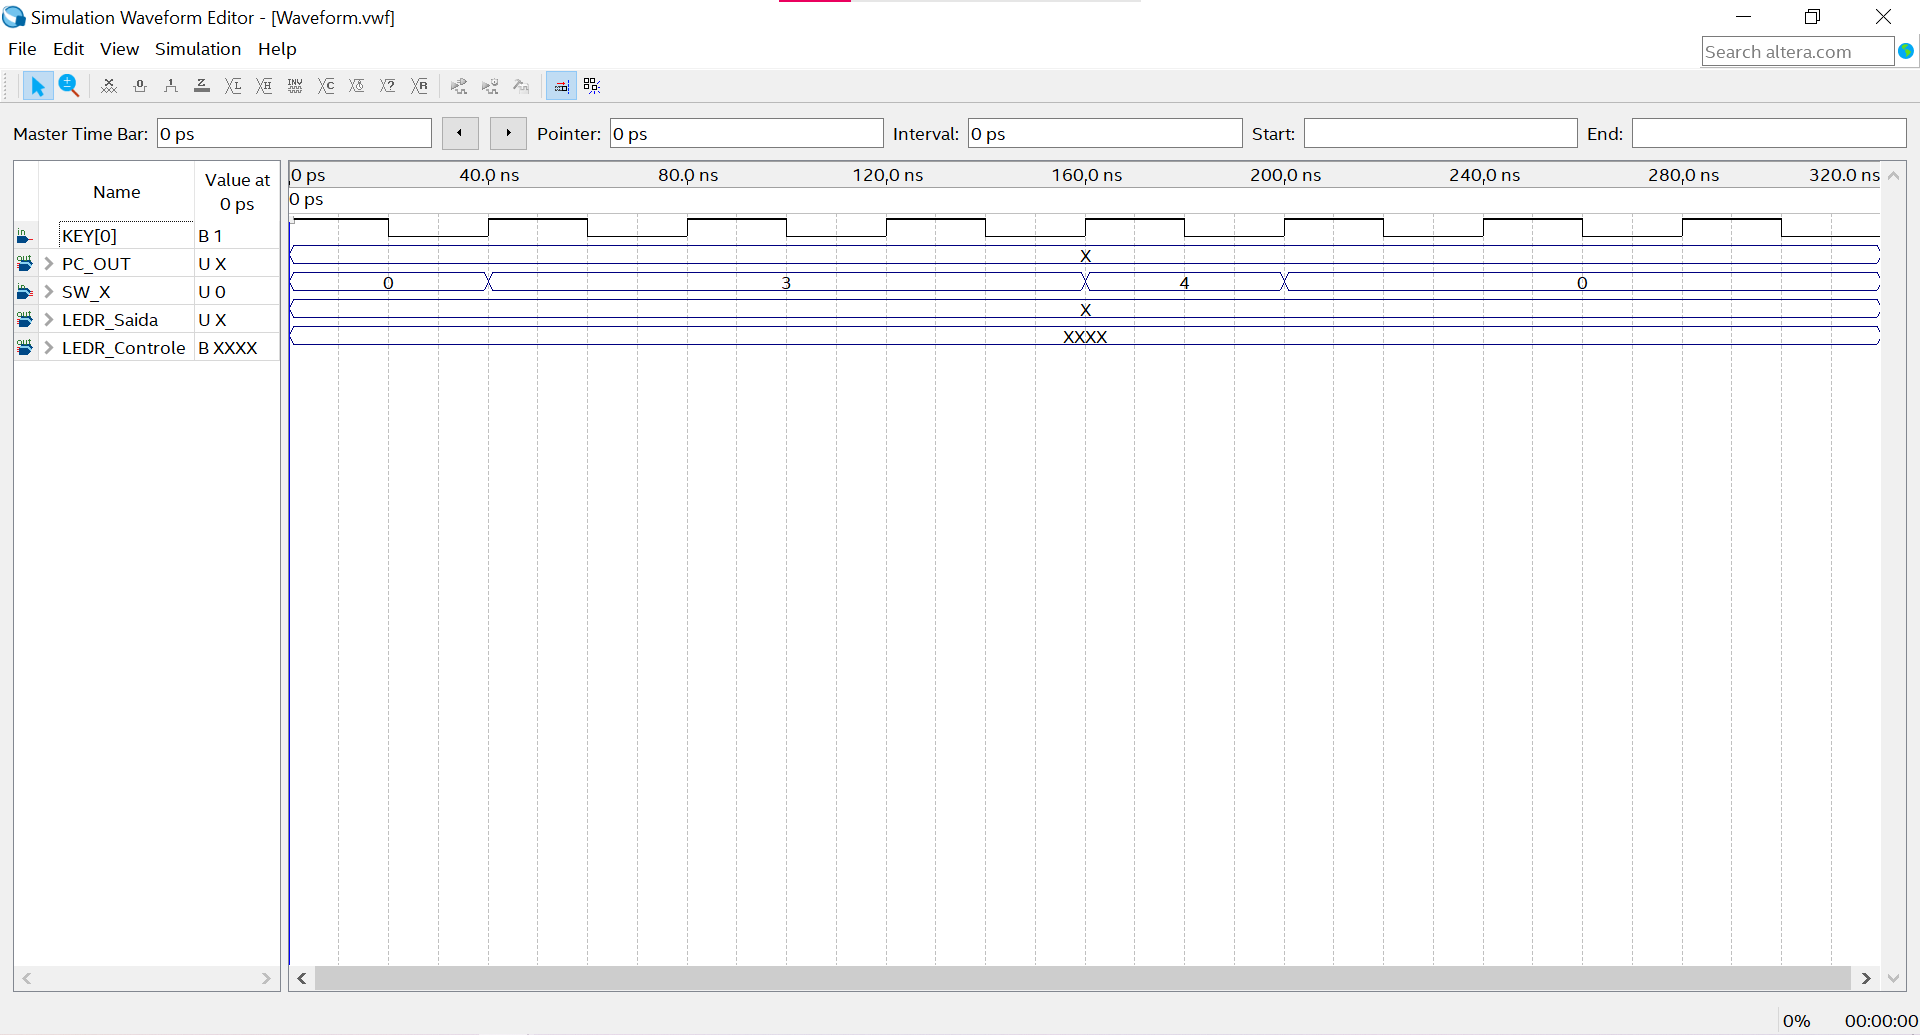 Simulation Waveform Editor - [Waveform.vwf]
File Edit View Simulation Help
Search altera.com
Master Time Bar: 0 ps Pointer: 0 ps Interval: 0 ps Start: End:
Name Value at 0 ps
0 ps 40.0 ns 80.0 ns 120.0 ns 160.0 ns 200.0 ns 240.0 ns 280.0 ns 320.0 ns
0 ps
KEY[0] B 1
PC_OUT U X X
SW_X U 0 0 3 4 0
LEDR_Saida U X X
LEDR_Controle B XXXX XXXX
0% 00:00:00